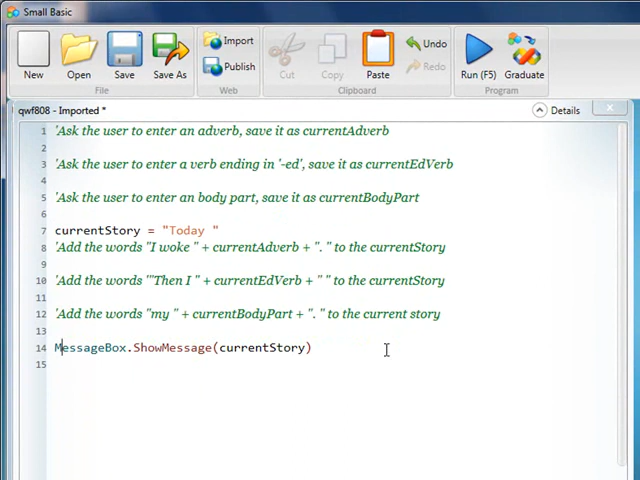 Small Basic
New
Open
Save
Save As
Import
Publish
Cut
Copy
Paste
Undo
Redo
Run (F5)
Graduate
File
Web
Clipboard
Program
qwf808 - Imported *
Details
1 'Ask the user to enter an adverb, save it as currentAdverb
2
3 'Ask the user to enter a verb ending in '-ed', save it as currentEdVerb
4
5 'Ask the user to enter an body part, save it as currentBodyPart
6
7 currentStory = "Today "
8 'Add the words "I woke " + currentAdverb + ". " to the currentStory
9
10 'Add the words "'Then I " + currentEdVerb + " " to the currentStory
11
12 'Add the words "my " + currentBodyPart + ". " to the current story
13
14 MessageBox.ShowMessage(currentStory)
15